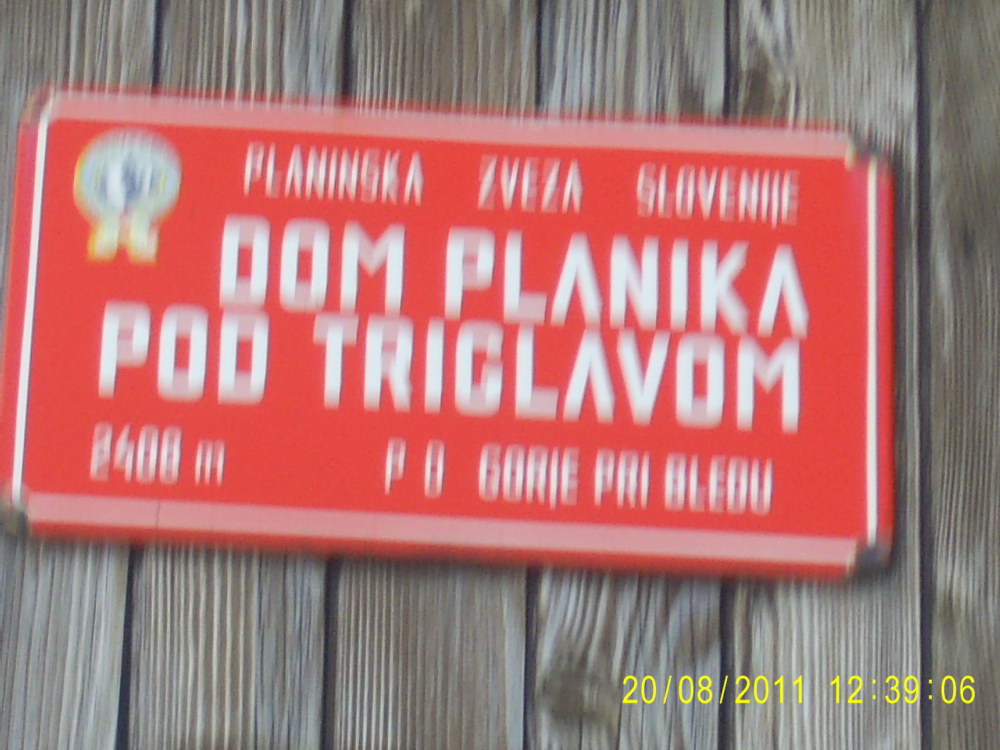 PLANINSKA ZVEZA SLOVENIJE
DOM PLANIKA
POD TRIGLAVOM
2408 m P D GORJE PRI BLEDU
20/08/2011 12:39:06